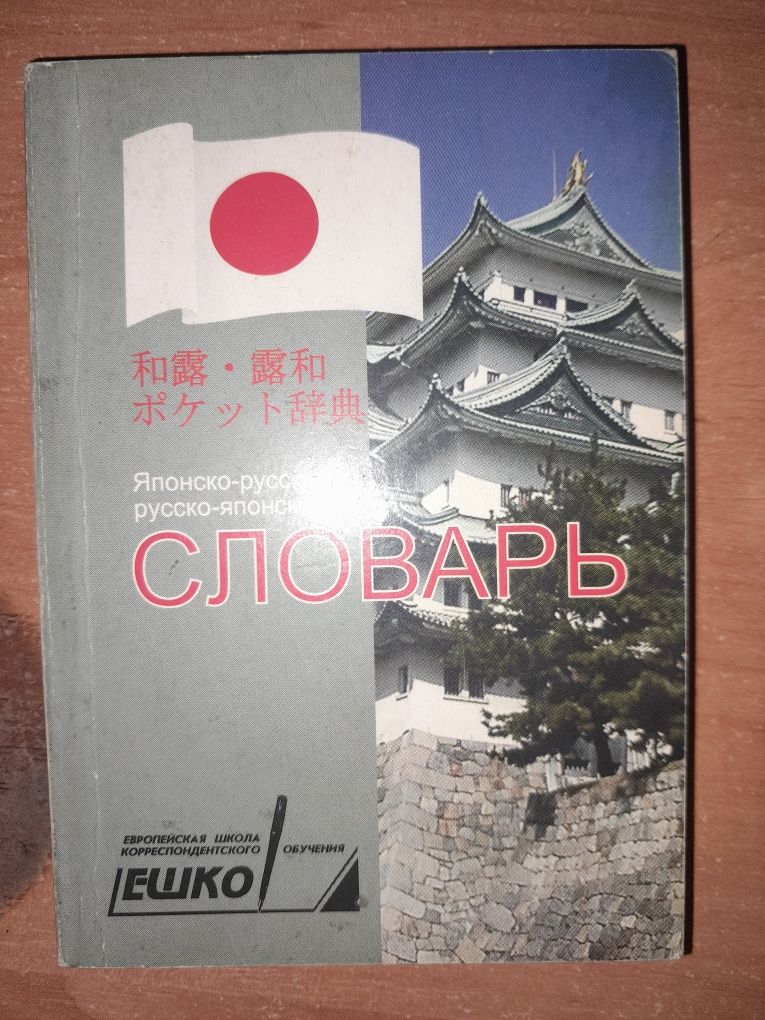 和露・露和
ポケット辞典
Японско-русс
русско-японск
СЛОВАРЬ
ЕВРОПЕЙСКАЯ ШКОЛА
КОРРЕСПОНДЕНТСКОГО ОБУЧЕНИЯ
ЕШКО